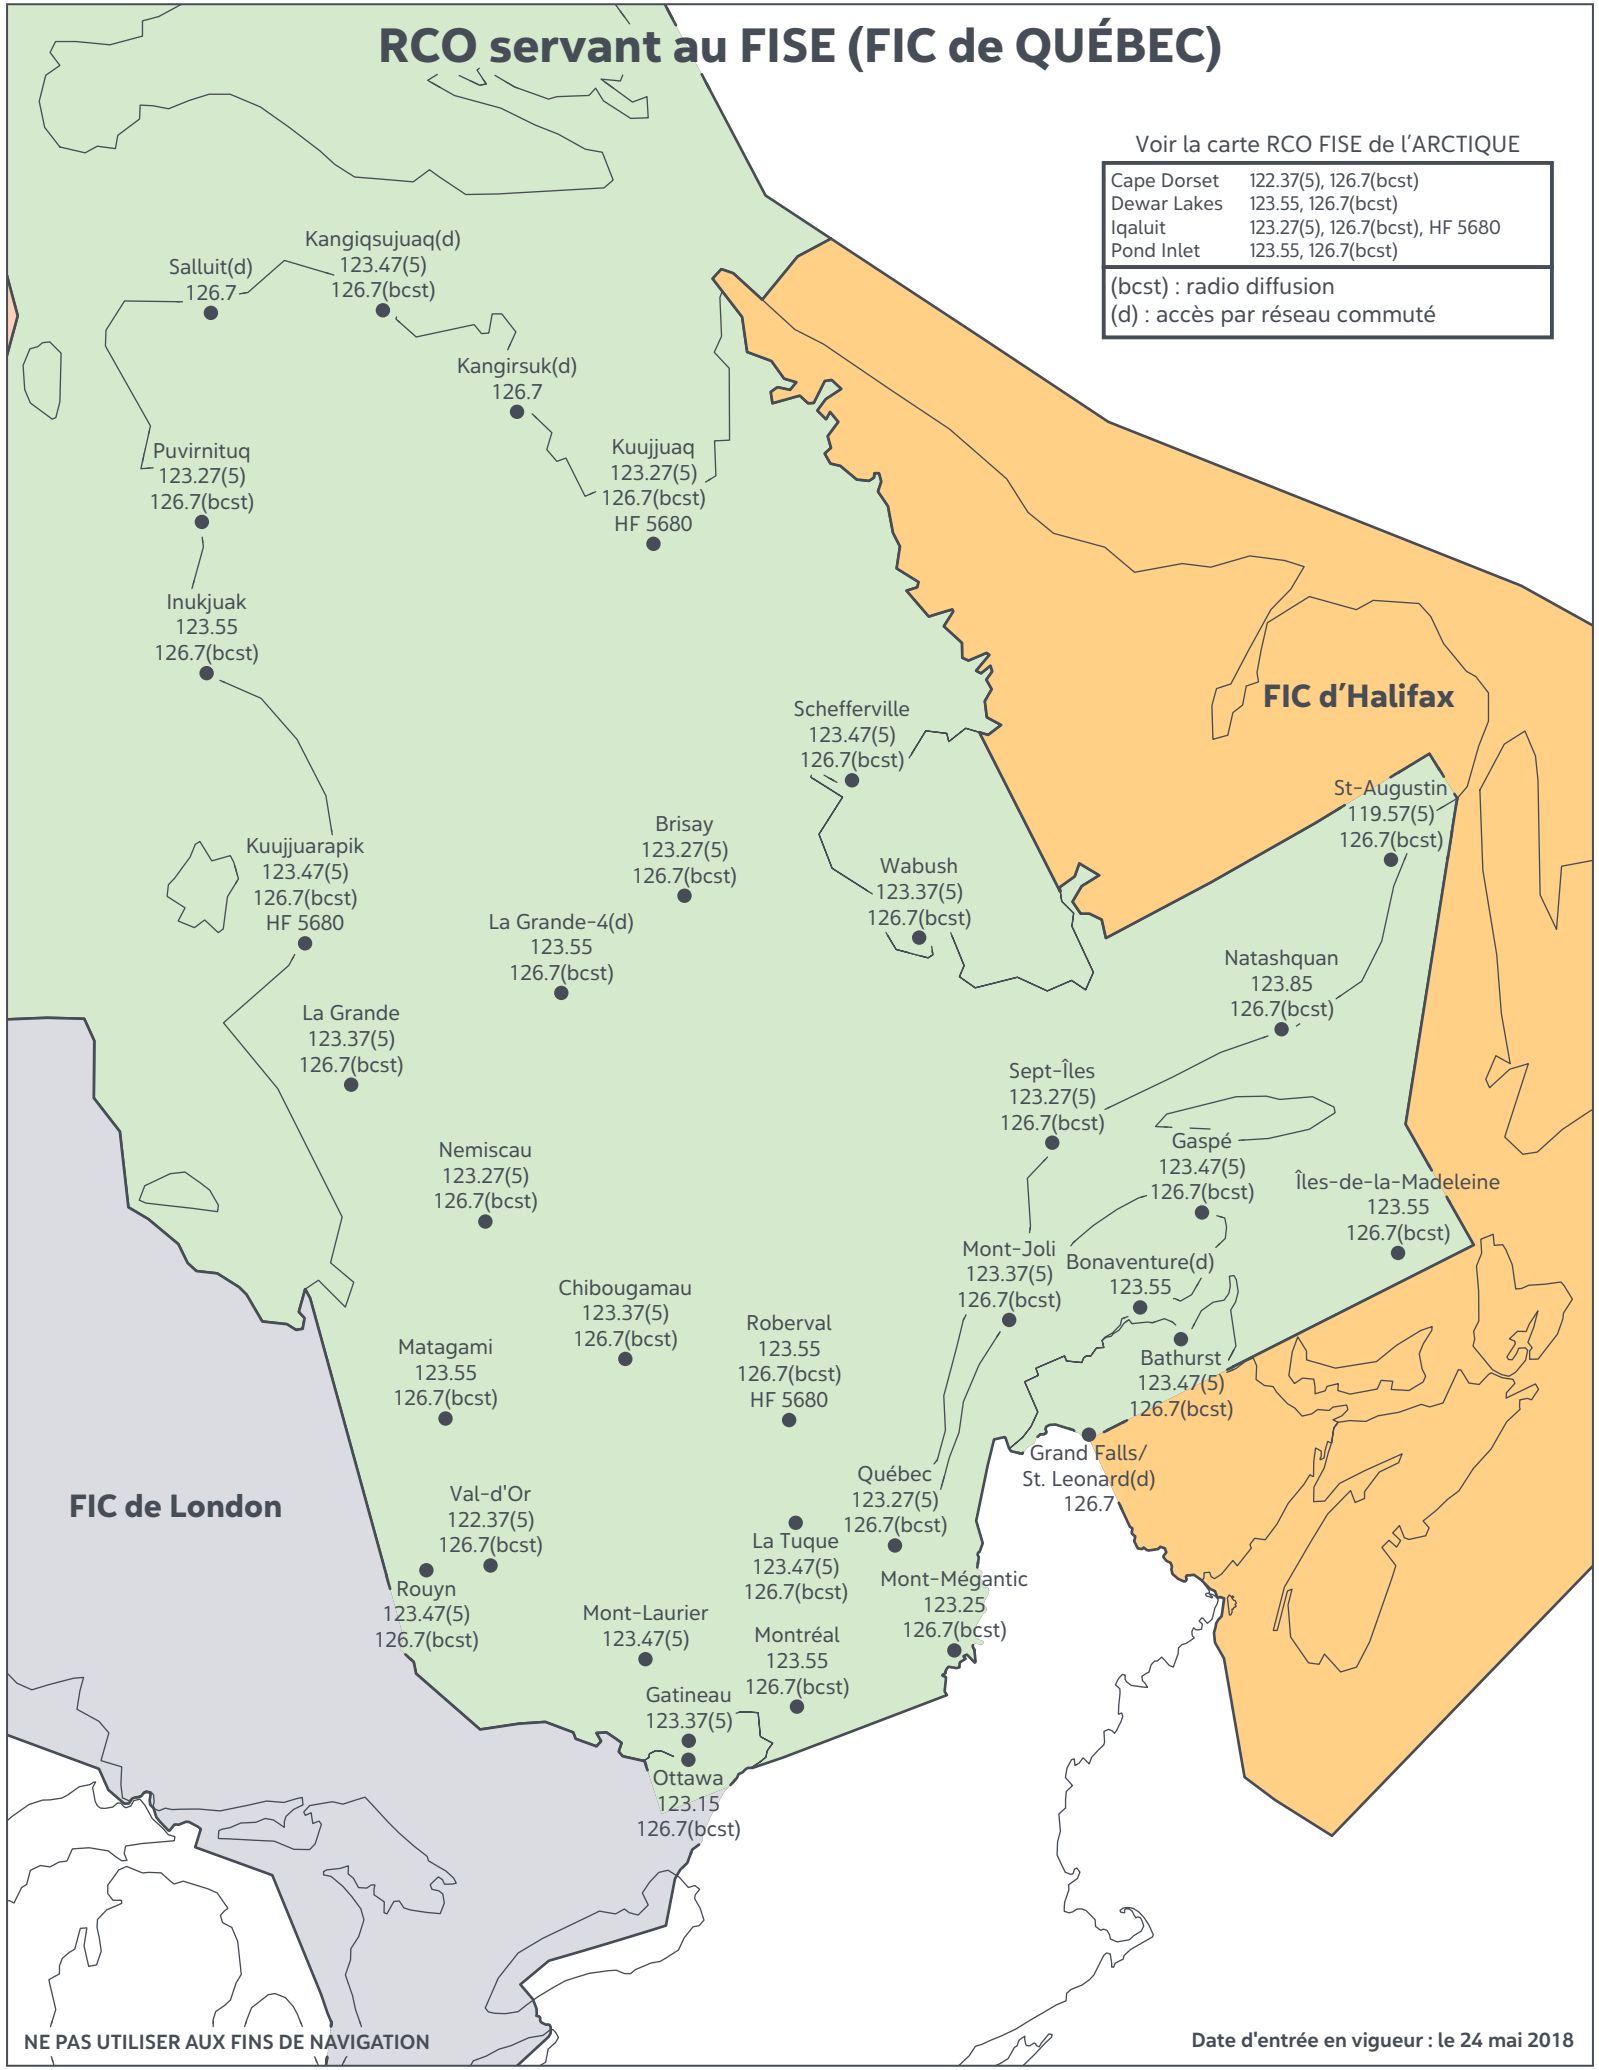 RCO servant au FISE (FIC de QUÉBEC)
Voir la carte RCO FISE de l'ARCTIQUE
Cape Dorset 122.37(5), 126.7(bcst)
Dewar Lakes 123.55, 126.7(bcst)
Iqaluit 123.27(5), 126.7(bcst), HF 5680
Pond Inlet 123.55, 126.7(bcst)
(bcst) : radio diffusion
(d) : accès par réseau commuté
Kangiqsujuaq(d)
123.47(5)
126.7(bcst)
Salluit(d)
126.7
Kangirsuk(d)
126.7
Puvirnituq
123.27(5)
126.7(bcst)
Kuujjuaq
123.27(5)
126.7(bcst)
HF 5680
Inukjuak
123.55
126.7(bcst)
FIC d'Halifax
Schefferville
123.47(5)
126.7(bcst)
St-Augustin
119.57(5)
126.7(bcst)
Brisay
123.27(5)
126.7(bcst)
Kuujjuarapik
123.47(5)
126.7(bcst)
HF 5680
Wabush
123.37(5)
126.7(bcst)
La Grande-4(d)
123.55
126.7(bcst)
Natashquan
123.85
126.7(bcst)
La Grande
123.37(5)
126.7(bcst)
Sept-Îles
123.27(5)
126.7(bcst)
Gaspé
123.47(5)
126.7(bcst)
Nemiscau
123.27(5)
126.7(bcst)
Îles-de-la-Madeleine
123.55
126.7(bcst)
Mont-Joli
123.37(5)
126.7(bcst)
Bonaventure(d)
123.55
Chibougamau
123.37(5)
126.7(bcst)
Roberval
123.55
126.7(bcst)
HF 5680
Matagami
123.55
126.7(bcst)
Bathurst
123.47(5)
126.7(bcst)
Grand Falls/
St. Leonard(d)
126.7
Québec
123.27(5)
126.7(bcst)
FIC de London
Val-d'Or
122.37(5)
126.7(bcst)
La Tuque
123.47(5)
126.7(bcst)
Mont-Mégantic
123.25
126.7(bcst)
Rouyn
123.47(5)
126.7(bcst)
Mont-Laurier
123.47(5)
Montréal
123.55
126.7(bcst)
Gatineau
123.37(5)
Ottawa
123.15
126.7(bcst)
NE PAS UTILISER AUX FINS DE NAVIGATION
Date d'entrée en vigueur : le 24 mai 2018